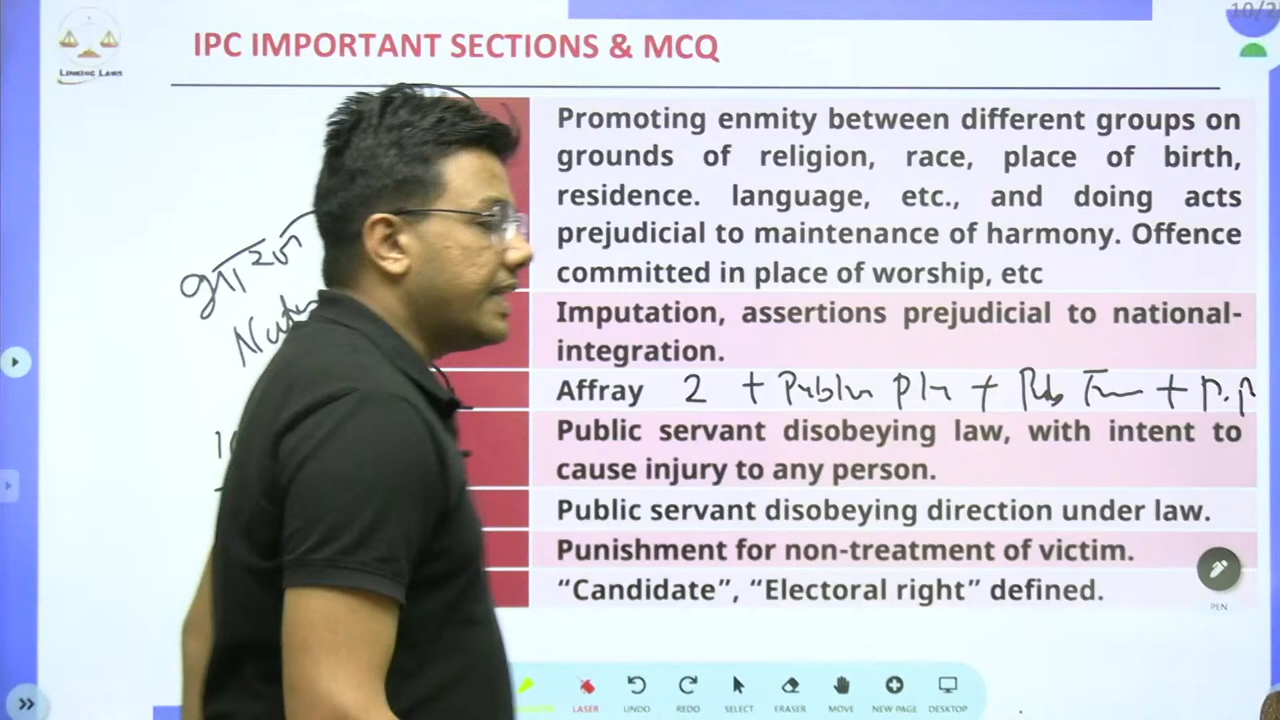 10/2
LINKING LAWS
IPC IMPORTANT SECTIONS & MCQ
Promoting enmity between different groups on
grounds of religion, race, place of birth,
residence. language, etc., and doing acts
prejudicial to maintenance of harmony. Offence
committed in place of worship, etc
Imputation, assertions prejudicial to national-
integration.
Affray 2 +
Public servant disobeying law, with intent to
cause injury to any person.
Public servant disobeying direction under law.
Punishment for non-treatment of victim.
“Candidate”, “Electoral right” defined.
PEN
LASER UNDO REDO SELECT ERASER MOVE NEW PAGE DESKTOP